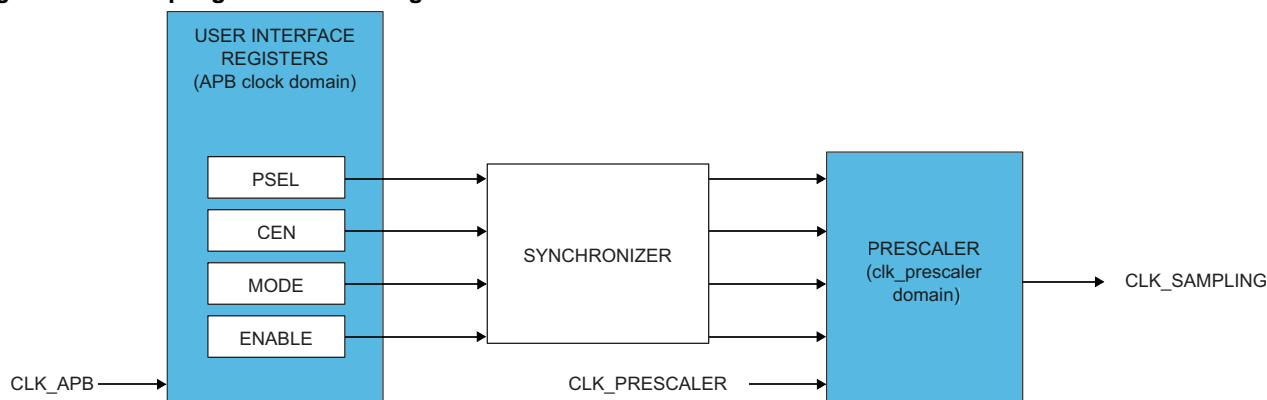 USER INTERFACE
REGISTERS
(APB clock domain)
PSEL
CEN
MODE
ENABLE
SYNCHRONIZER
PRESCALER
(clk_prescaler
domain)
CLK_SAMPLING
CLK_APB
CLK_PRESCALER